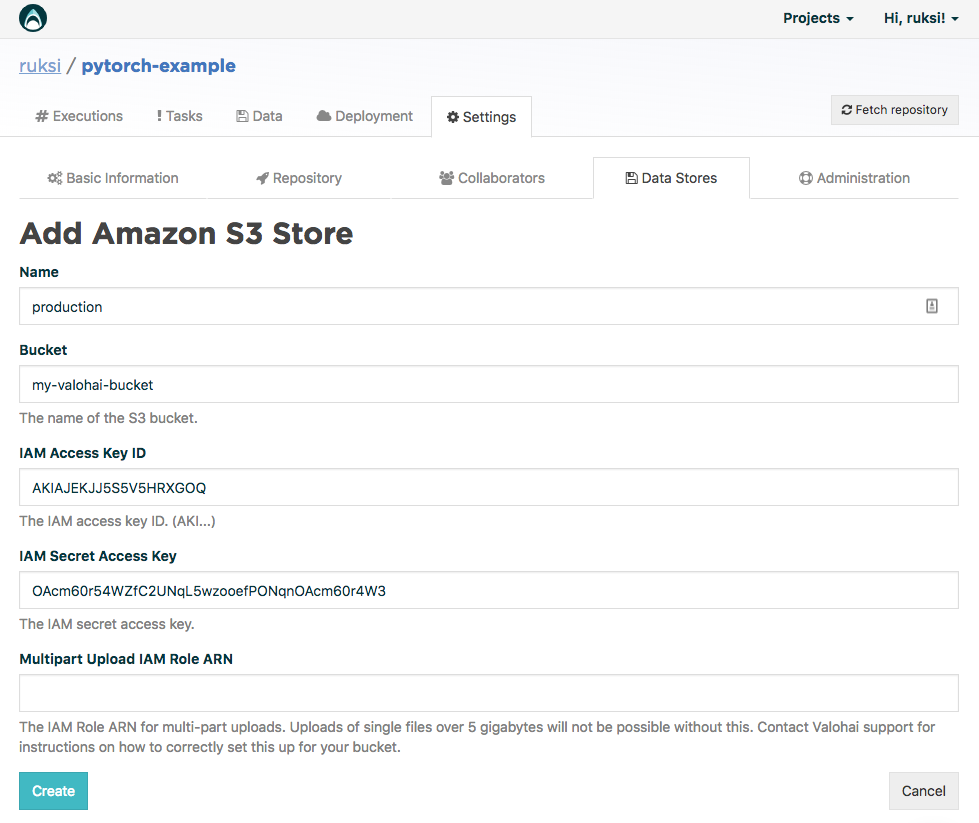 Projects Hi, ruksi!
ruksi / pytorch-example
Executions Tasks Data Deployment Settings Fetch repository
Basic Information Repository Collaborators Data Stores Administration
Add Amazon S3 Store
Name
production
Bucket
my-valohai-bucket
The name of the S3 bucket.
IAM Access Key ID
AKIAJEKJJ5S5V5HRXGOQ
The IAM access key ID. (AKI...)
IAM Secret Access Key
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
The IAM secret access key.
Multipart Upload IAM Role ARN
The IAM Role ARN for multi-part uploads. Uploads of single files over 5 gigabytes will not be possible without this. Contact Valohai support for
instructions on how to correctly set this up for your bucket.
Create Cancel